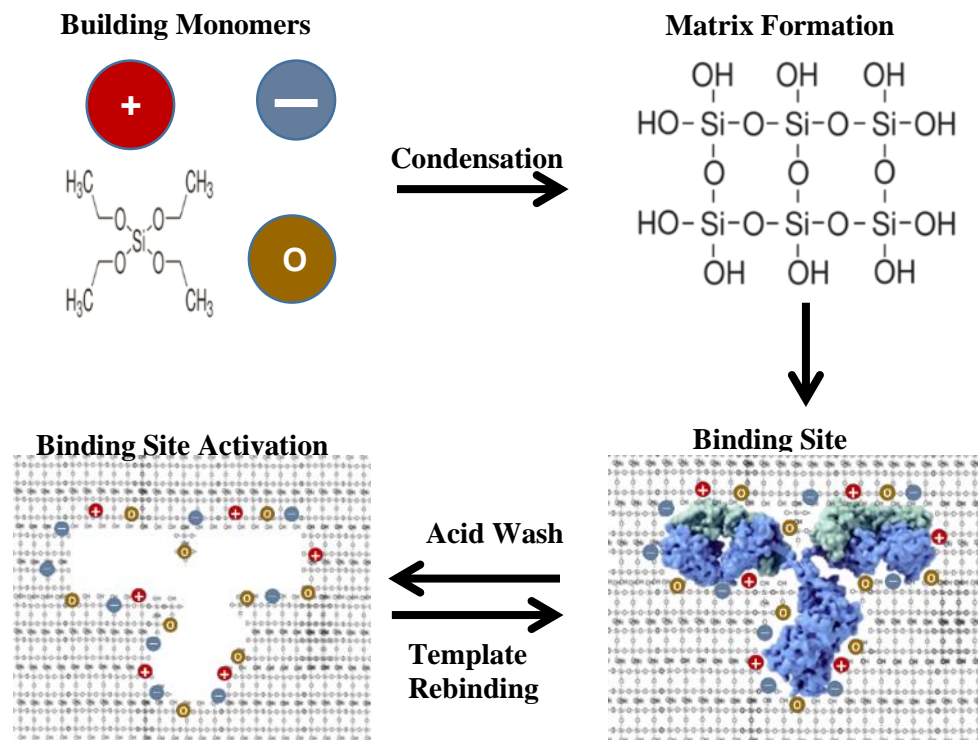 Building Monomers
Matrix Formation
+
—
H₃C
CH₃
O
O
Si
O
O
H₃C
CH₃
O
Condensation
OH
OH
OH
HO–Si–O–Si–O–Si–OH
O
O
O
HO–Si–O–Si–O–Si–OH
OH
OH
OH
Binding Site Activation
Binding Site
Acid Wash
Template
Rebinding